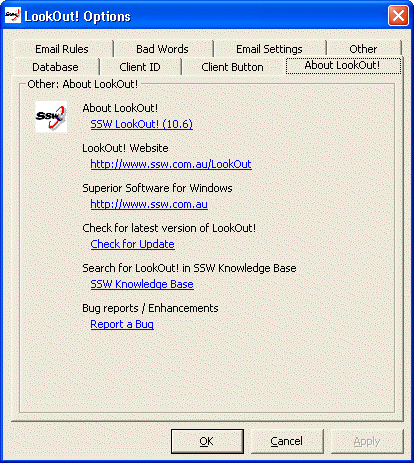 LookOut! Options
Email Rules
Bad Words
Email Settings
Other
Database
Client ID
Client Button
About LookOut!
Other: About LookOut!
SSW
About LookOut!
SSW LookOut! (10.6)
LookOut! Website
http://www.ssw.com.au/LookOut
Superior Software for Windows
http://www.ssw.com.au
Check for latest version of LookOut!
Check for Update
Search for LookOut! in SSW Knowledge Base
SSW Knowledge Base
Bug reports / Enhancements
Report a Bug
OK
Cancel
Apply